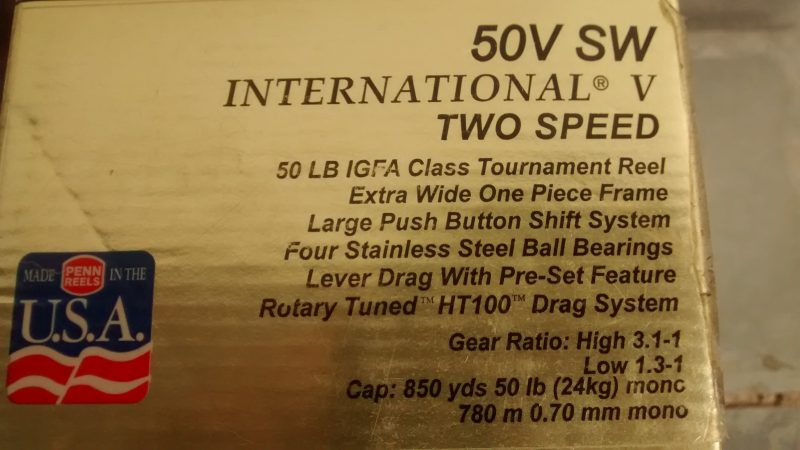 50V SW
INTERNATIONAL® V
TWO SPEED
50 LB IGFA Class Tournament Reel
Extra Wide One Piece Frame
Large Push Button Shift System
Four Stainless Steel Ball Bearings
Lever Drag With Pre-Set Feature
Rotary Tuned™ HT100™ Drag System
Gear Ratio: High 3.1-1
Low 1.3-1
Cap: 850 yds 50 lb (24kg) mono
780 m 0.70 mm mono
MADE PENN REELS IN THE
U.S.A.